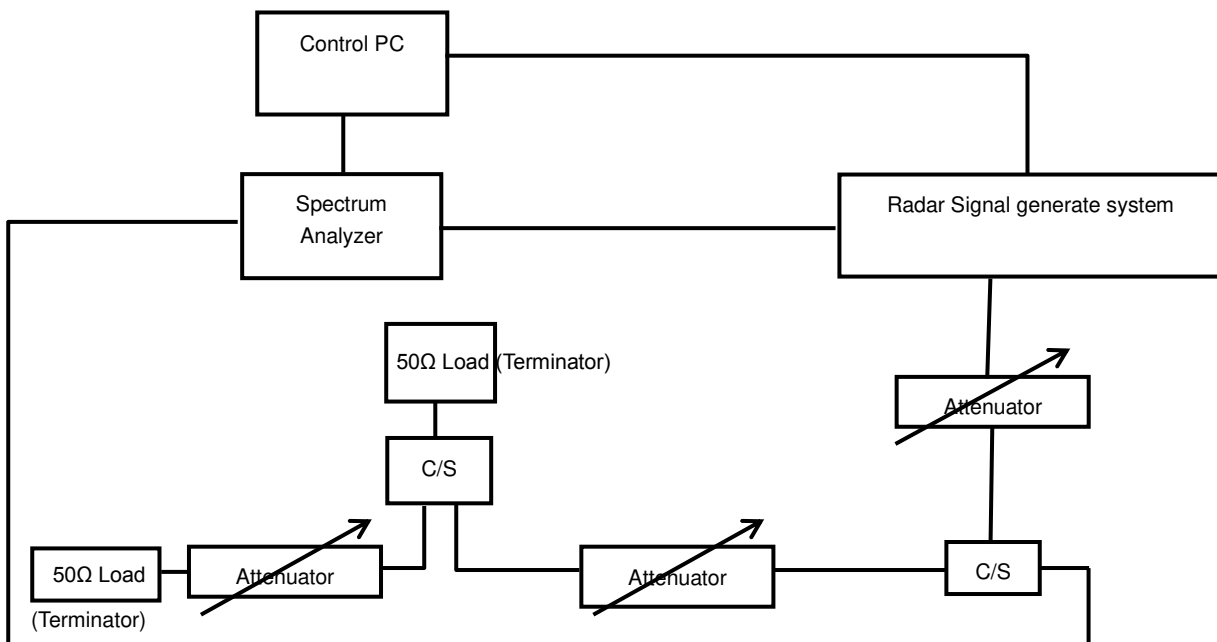 Control PC
Spectrum
Analyzer
Radar Signal generate system
50Ω Load (Terminator)
Attenuator
C/S
50Ω Load
(Terminator)
Attenuator
Attenuator
C/S